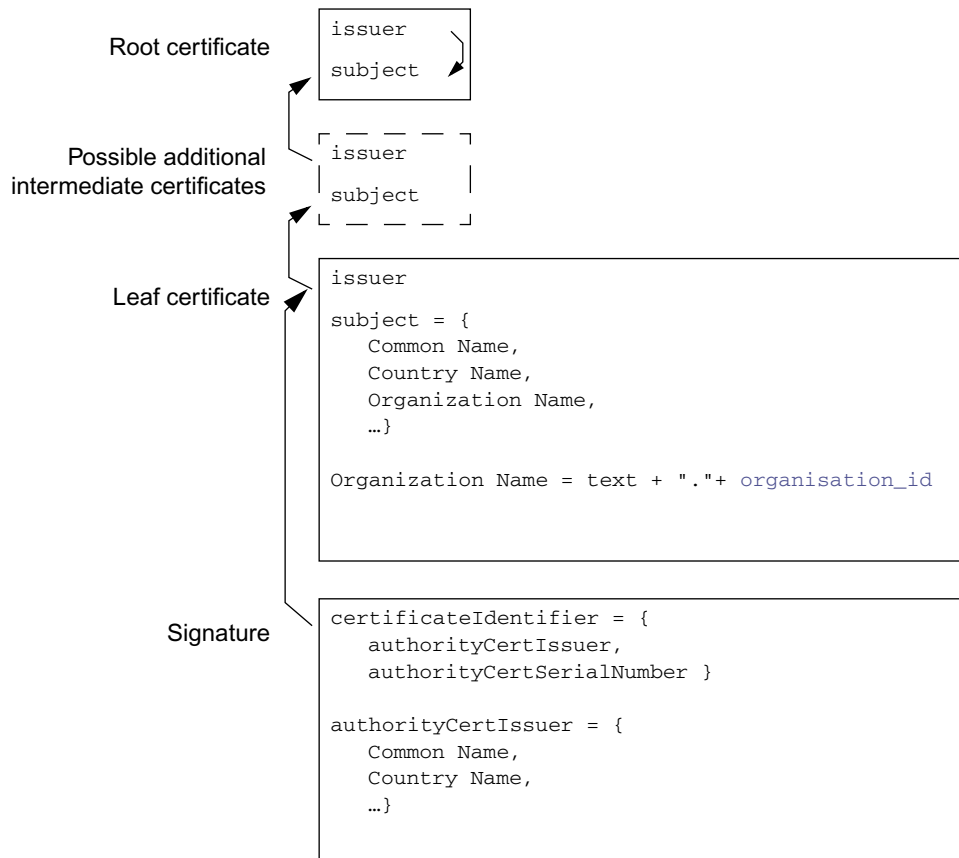 Root certificate
issuer
subject
Possible additional
intermediate certificates
issuer
subject
Leaf certificate
issuer
subject = {
Common Name,
Country Name,
Organization Name,
…}
Organization Name = text + "."+ organisation_id
Signature
certificateIdentifier = {
authorityCertIssuer,
authorityCertSerialNumber }
authorityCertIssuer = {
Common Name,
Country Name,
…}